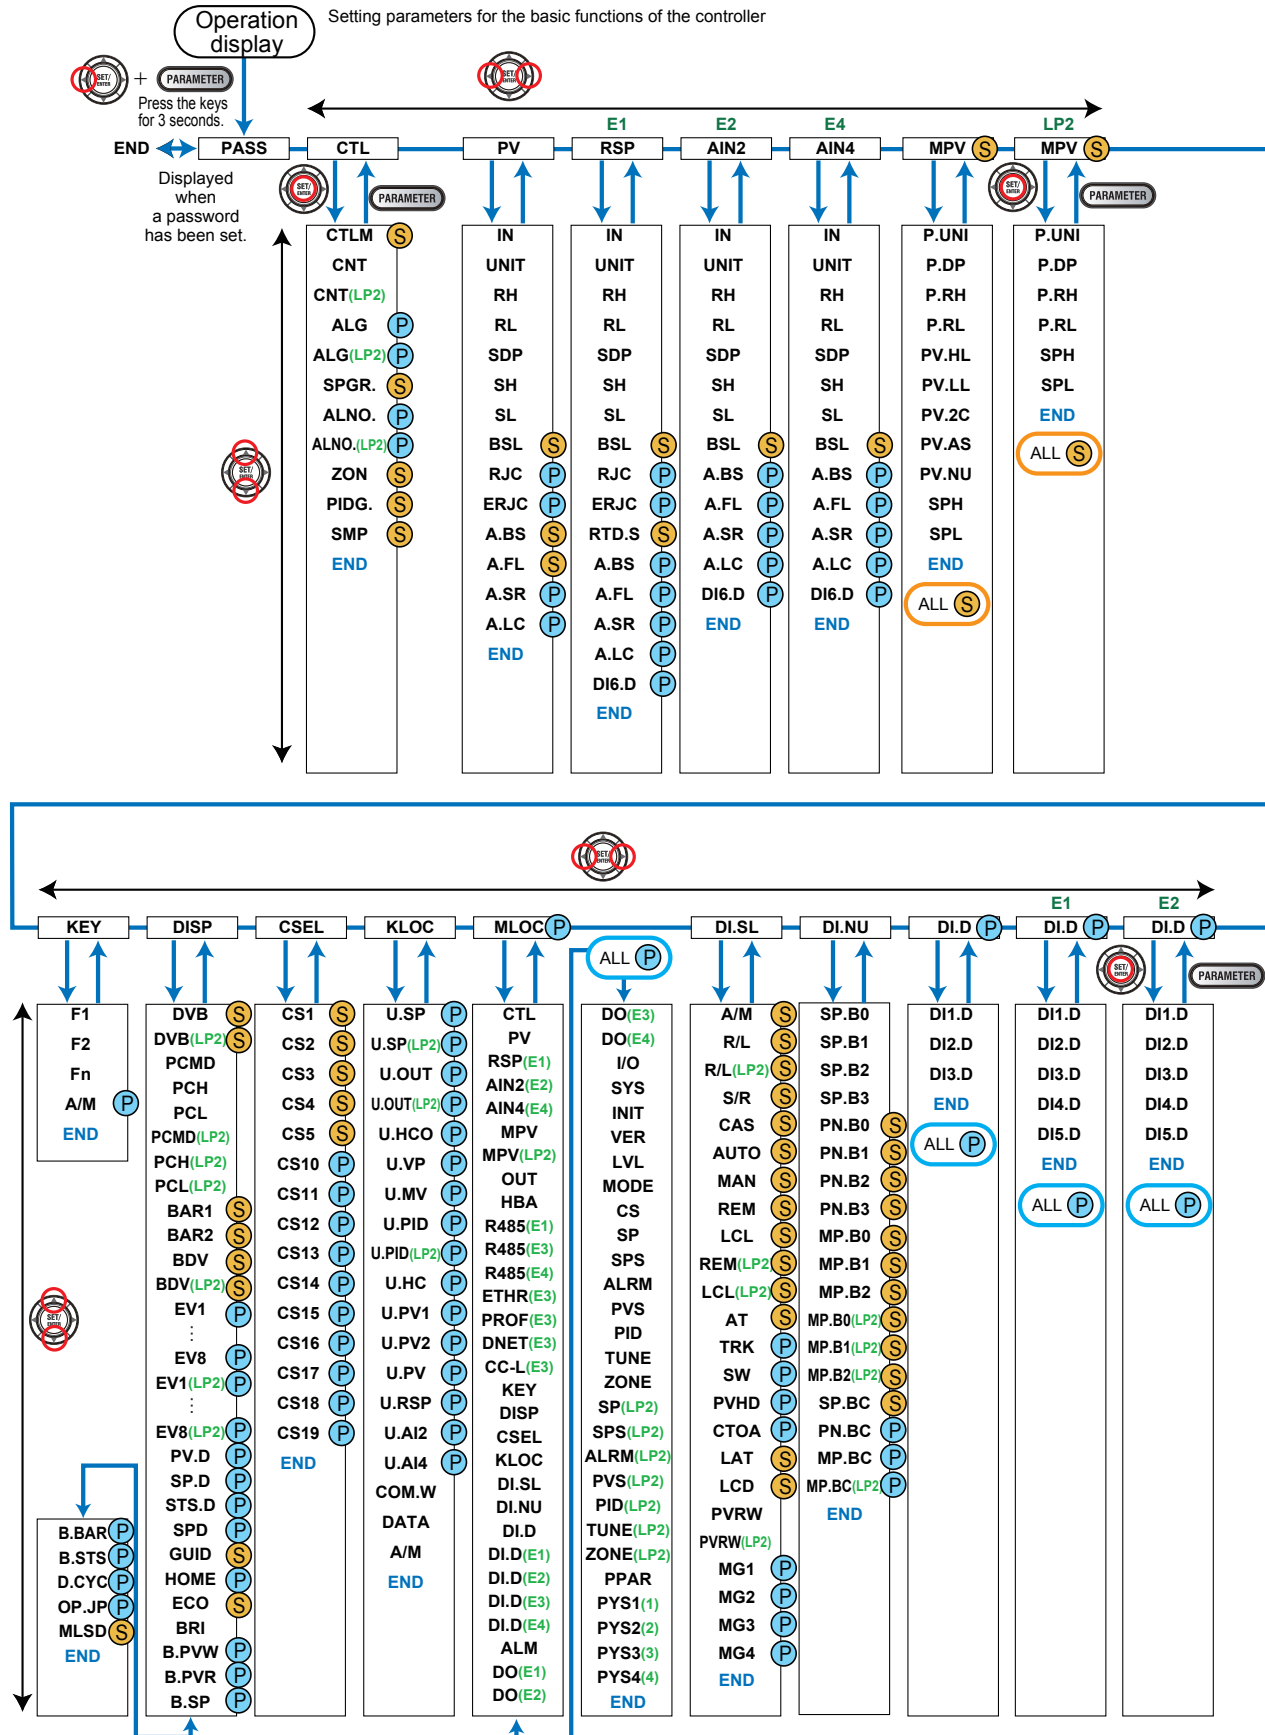 Operation
display
Setting parameters for the basic functions of the controller
SET/
ENTER
+
PARAMETER
Press the keys
for 3 seconds.
SET/
ENTER
E1
E2
E4
LP2
END
PASS
CTL
PV
RSP
AIN2
AIN4
MPV S
MPV S
Displayed
when
a password
has been set.
SET/
ENTER
PARAMETER
SET/
ENTER
PARAMETER
SET/
ENTER
CTLM S
CNT
CNT(LP2)
ALG P
ALG(LP2) P
SPGR. S
ALNO. P
ALNO.(LP2) P
ZON S
PIDG. S
SMP S
END
IN
UNIT
RH
RL
SDP
SH
SL
BSL S
RJC P
ERJC P
A.BS S
A.FL S
A.SR P
A.LC P
END
IN
UNIT
RH
RL
SDP
SH
SL
BSL S
RJC P
ERJC P
RTD.S S
A.BS P
A.FL P
A.SR P
A.LC P
DI6.D P
END
IN
UNIT
RH
RL
SDP
SH
SL
BSL S
A.BS P
A.FL P
A.SR P
A.LC P
DI6.D P
END
IN
UNIT
RH
RL
SDP
SH
SL
BSL S
A.BS P
A.FL P
A.SR P
A.LC P
DI6.D P
END
P.UNI
P.DP
P.RH
P.RL
PV.HL
PV.LL
PV.2C
PV.AS
PV.NU
SPH
SPL
END
ALL S
P.UNI
P.DP
P.RH
P.RL
SPH
SPL
END
ALL S
SET/
ENTER
E1
E2
KEY
DISP
CSEL
KLOC
MLOC P
DI.SL
DI.NU
DI.D P
DI.D P
DI.D P
SET/
ENTER
PARAMETER
SET/
ENTER
F1
F2
Fn
A/M P
END
B.BAR P
B.STS P
D.CYC P
OP.JP P
MLSD S
END
DVB S
DVB(LP2) S
PCMD
PCH
PCL
PCMD(LP2)
PCH(LP2)
PCL(LP2)
BAR1 S
BAR2 S
BDV S
BDV(LP2) S
EV1 P
⋮
EV8 P
EV1(LP2) P
⋮
EV8(LP2) P
PV.D P
SP.D P
STS.D P
SPD P
GUID S
HOME P
ECO S
BRI
B.PVW P
B.PVR P
B.SP P
CS1 S
CS2 S
CS3 S
CS4 S
CS5 S
CS10 P
CS11 P
CS12 P
CS13 P
CS14 P
CS15 P
CS16 P
CS17 P
CS18 P
CS19 P
END
U.SP P
U.SP(LP2) P
U.OUT P
U.OUT(LP2) P
U.HCO P
U.VP P
U.MV P
U.PID P
U.PID(LP2) P
U.HC P
U.PV1 P
U.PV2 P
U.PV P
U.RSP P
U.AI2 P
U.AI4 P
COM.W
DATA
A/M
END
CTL
PV
RSP(E1)
AIN2(E2)
AIN4(E4)
MPV
MPV(LP2)
OUT
HBA
R485(E1)
R485(E3)
R485(E4)
ETHR(E3)
PROF(E3)
DNET(E3)
CC-L(E3)
KEY
DISP
CSEL
KLOC
DI.SL
DI.NU
DI.D
DI.D(E1)
DI.D(E2)
DI.D(E3)
DI.D(E4)
ALM
DO(E1)
DO(E2)
ALL P
DO(E3)
DO(E4)
I/O
SYS
INIT
VER
LVL
MODE
CS
SP
SPS
ALRM
PVS
PID
TUNE
ZONE
SP(LP2)
SPS(LP2)
ALRM(LP2)
PVS(LP2)
PID(LP2)
TUNE(LP2)
ZONE(LP2)
PPAR
PYS1(1)
PYS2(2)
PYS3(3)
PYS4(4)
END
A/M S
R/L S
R/L(LP2) S
S/R S
CAS S
AUTO S
MAN S
REM S
LCL S
REM(LP2) S
LCL(LP2) S
AT S
TRK P
SW P
PVHD P
CTOA P
LAT S
LCD S
PVRW
PVRW(LP2)
MG1 P
MG2 P
MG3 P
MG4 P
END
SP.B0
SP.B1
SP.B2
SP.B3
PN.B0 S
PN.B1 S
PN.B2 S
PN.B3 S
MP.B0 S
MP.B1 S
MP.B2 S
MP.B0(LP2) S
MP.B1(LP2) S
MP.B2(LP2) S
SP.BC S
PN.BC P
MP.BC P
MP.BC(LP2) P
END
DI1.D
DI2.D
DI3.D
END
ALL P
DI1.D
DI2.D
DI3.D
DI4.D
DI5.D
END
ALL P
DI1.D
DI2.D
DI3.D
DI4.D
DI5.D
END
ALL P